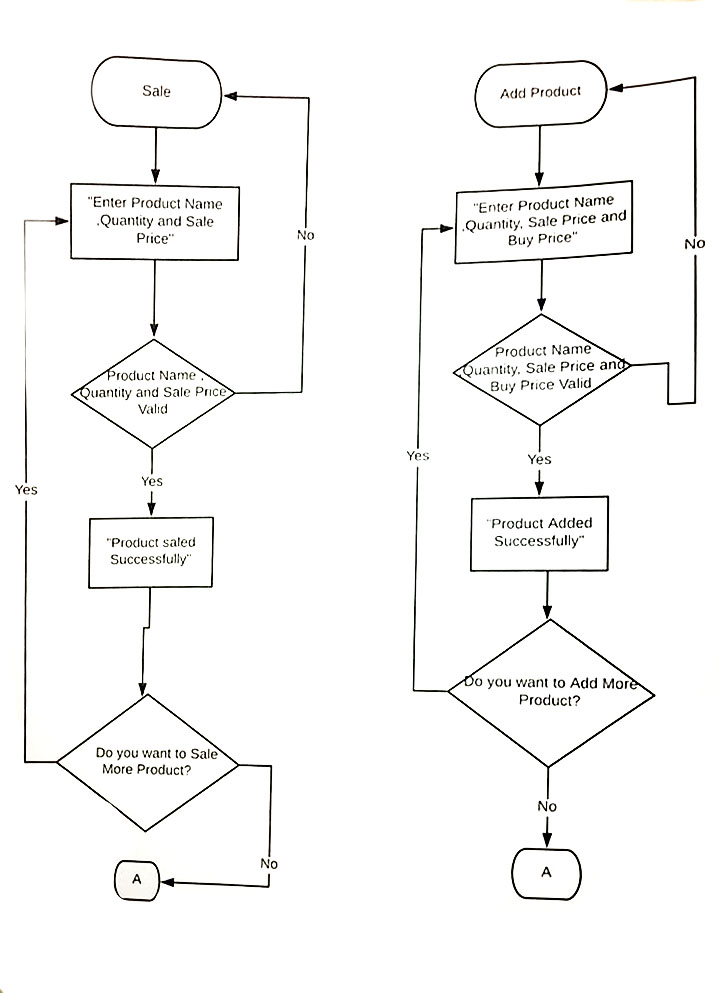 Sale
"Enter Product Name
,Quantity and Sale
Price"
No
Product Name ,
Quantity and Sale Price
Valid
Yes
Yes
"Product saled
Successfully"
Do you want to Sale
More Product?
No
A
Add Product
"Enter Product Name
,Quantity, Sale Price and
Buy Price"
No
Product Name
,Quantity, Sale Price and
Buy Price Valid
Yes
Yes
"Product Added
Successfully"
Do you want to Add More
Product?
No
A